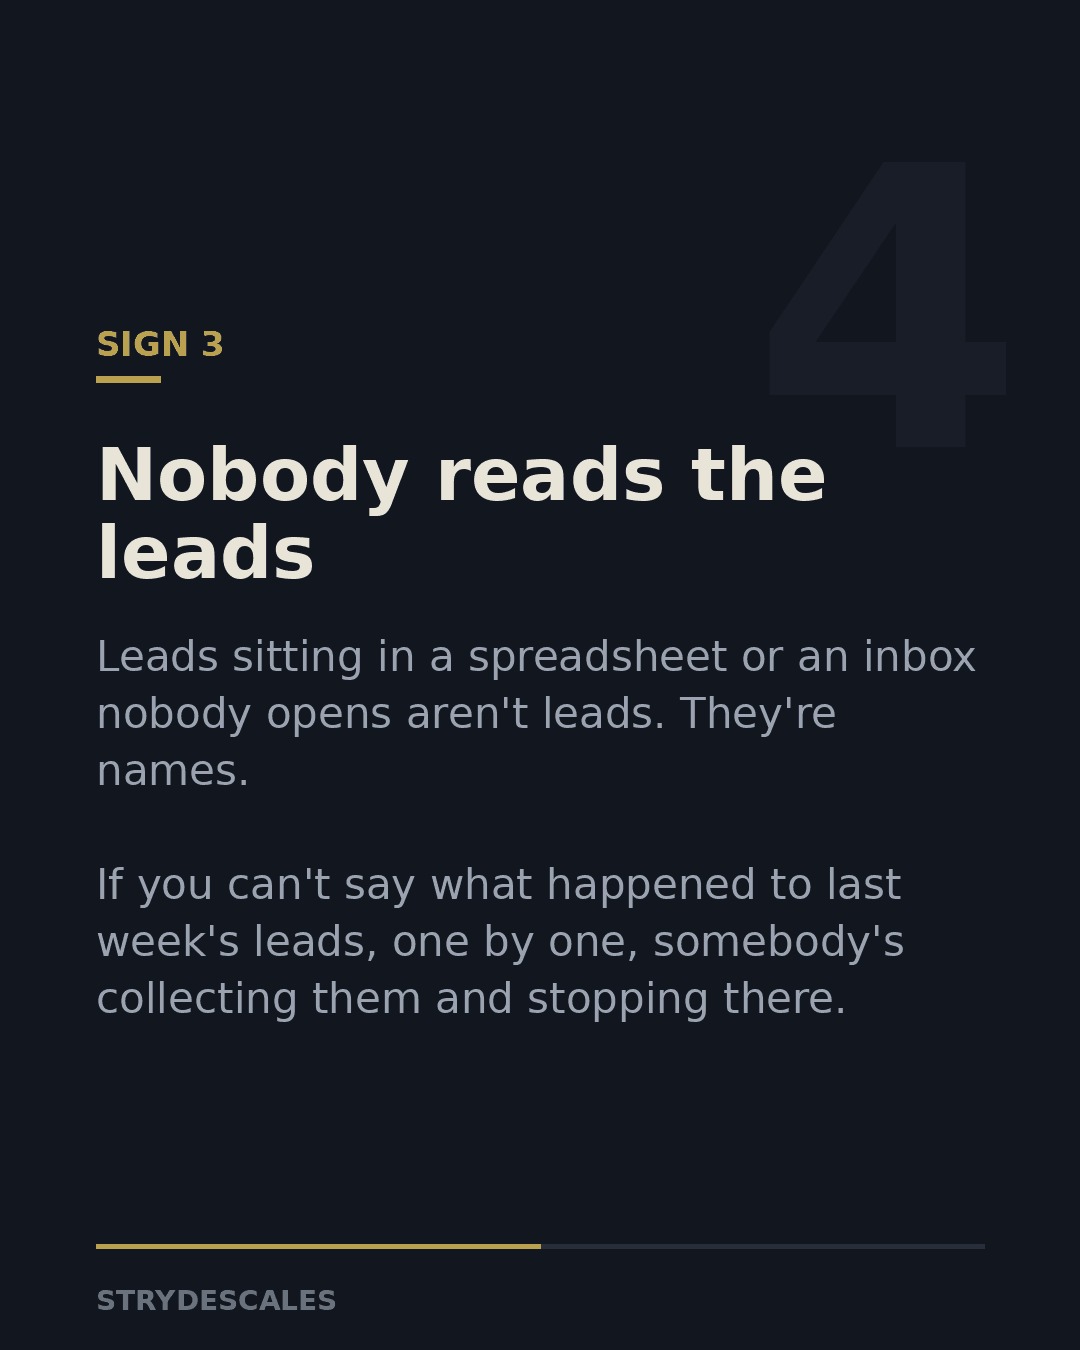 4
SIGN 3
Nobody reads the
leads
Leads sitting in a spreadsheet or an inbox
nobody opens aren't leads. They're
names.
If you can't say what happened to last
week's leads, one by one, somebody's
collecting them and stopping there.
STRYDESCALES